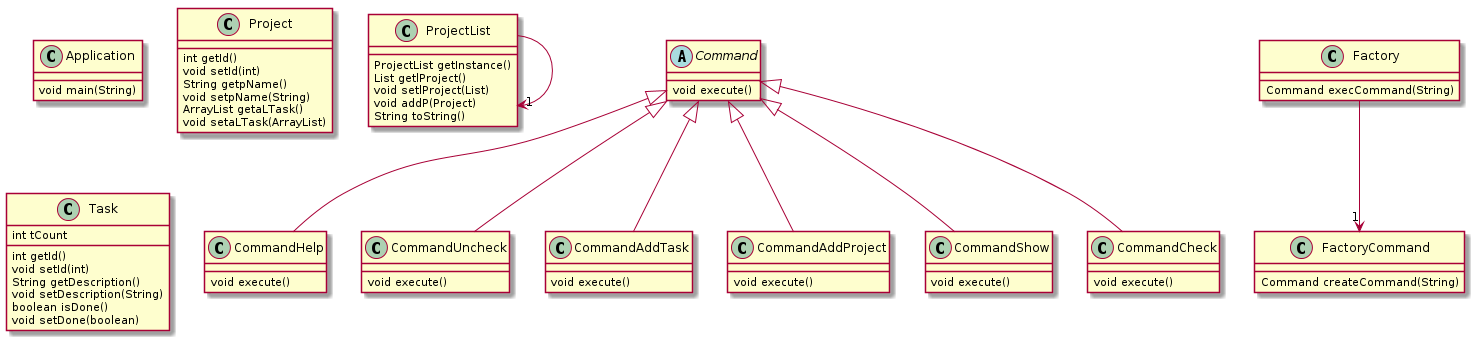 C Application
void main(String)
C Project
int getId()
void setId(int)
String getpName()
void setpName(String)
ArrayList getaLTask()
void setaLTask(ArrayList)
C ProjectList
ProjectList getInstance()
List getlProject()
void setlProject(List)
void addP(Project)
String toString()
1
A Command
void execute()
C Factory
Command execCommand(String)
1
C Task
int tCount
int getId()
void setId(int)
String getDescription()
void setDescription(String)
boolean isDone()
void setDone(boolean)
C CommandHelp
void execute()
C CommandUncheck
void execute()
C CommandAddTask
void execute()
C CommandAddProject
void execute()
C CommandShow
void execute()
C CommandCheck
void execute()
C FactoryCommand
Command createCommand(String)